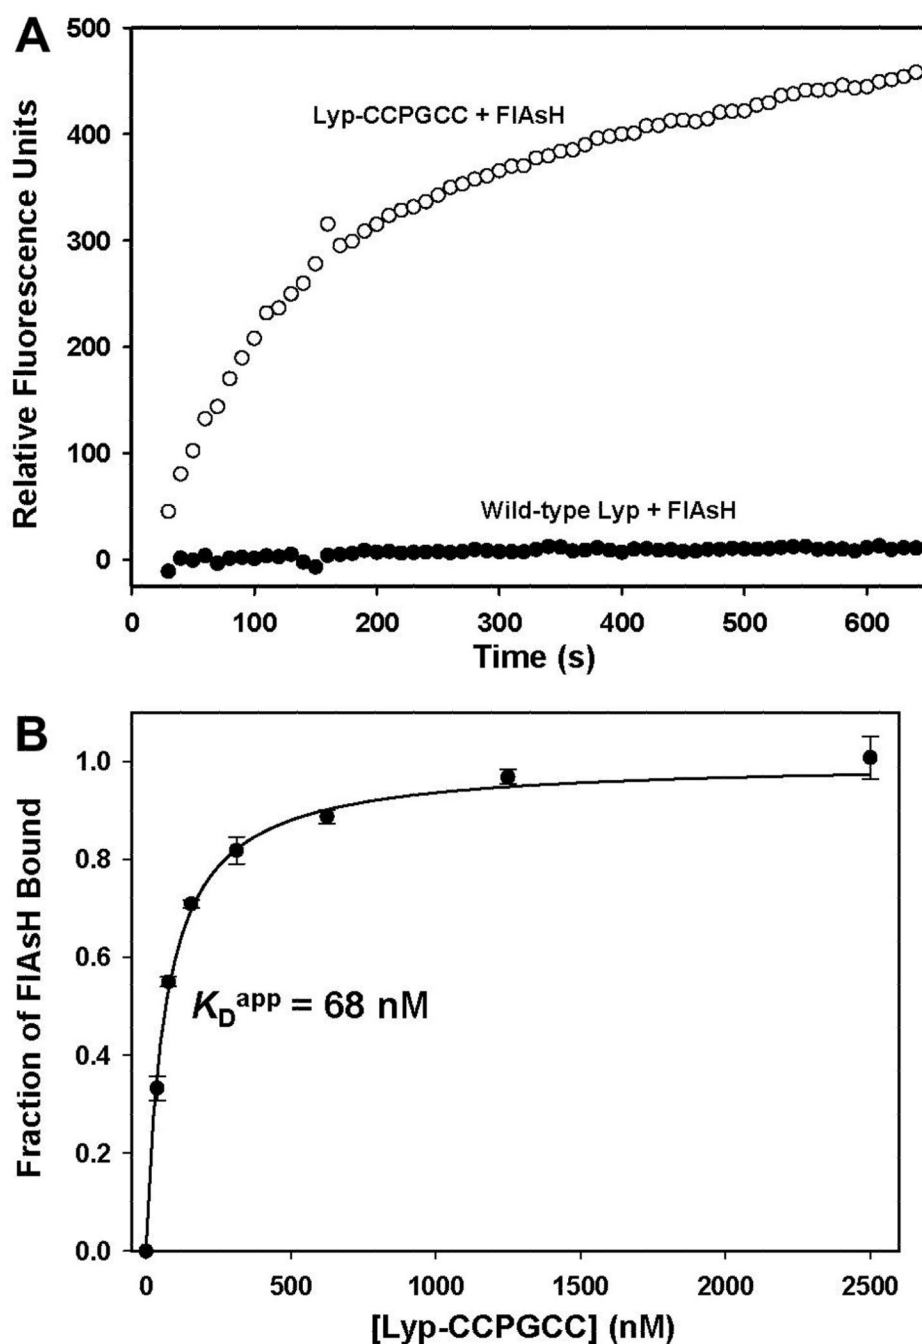 A
500
400
300
200
100
0
Relative Fluorescence Units
Lyp-CCPGCC + FlAsH
Wild-type Lyp + FlAsH
0 100 200 300 400 500 600
Time (s)
B
1.0
0.8
0.6
0.4
0.2
0.0
Fraction of FlAsH Bound
K_D^app = 68 nM
0 500 1000 1500 2000 2500
[Lyp-CCPGCC] (nM)